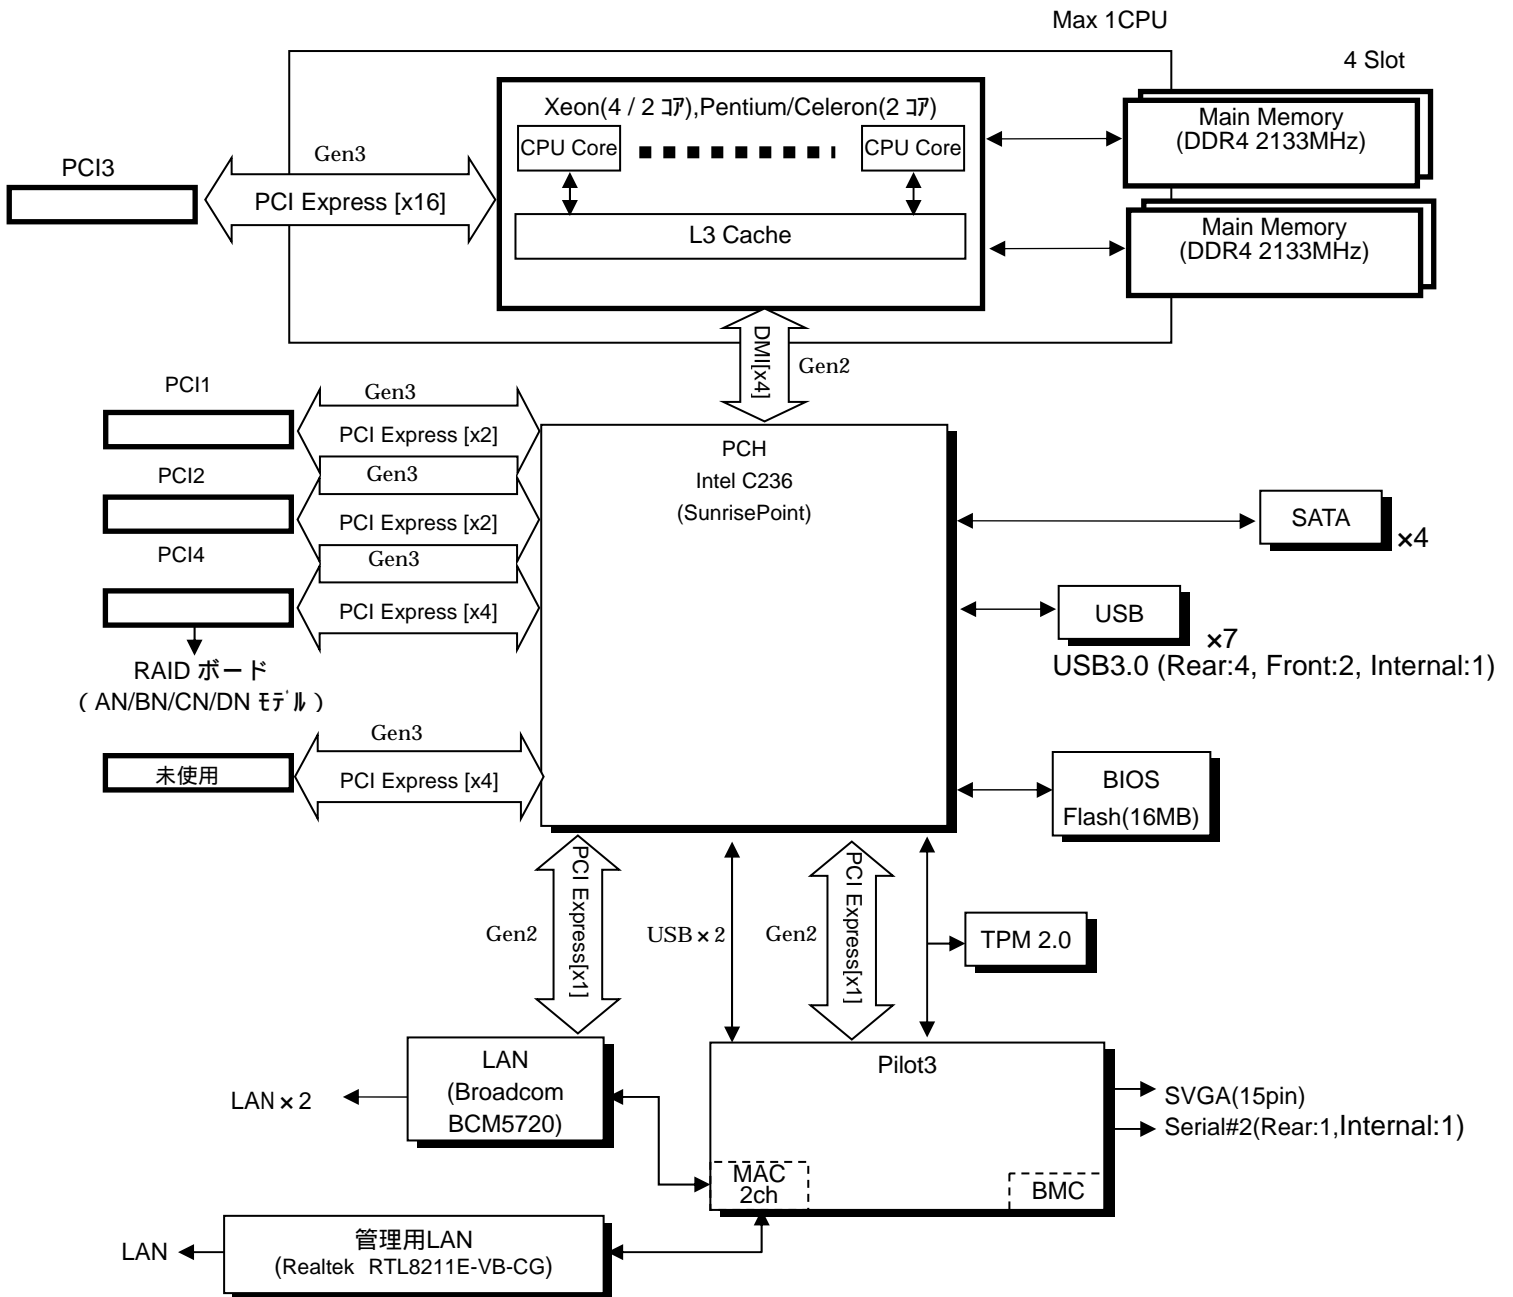 Max 1CPU
4 Slot
Xeon(4 / 2 ｺｱ),Pentium/Celeron(2 ｺｱ)
CPU Core
CPU Core
L3 Cache
Main Memory
(DDR4 2133MHz)
Main Memory
(DDR4 2133MHz)
PCI3
Gen3
PCI Express [x16]
DMI[x4]
Gen2
PCI1
Gen3
PCI Express [x2]
PCI2
Gen3
PCI Express [x2]
PCI4
Gen3
PCI Express [x4]
RAID ボード
( AN/BN/CN/DN ﾓﾃﾞﾙ )
Gen3
未使用
PCI Express [x4]
PCH
Intel C236
(SunrisePoint)
SATA
×4
USB
×7
USB3.0 (Rear:4, Front:2, Internal:1)
BIOS
Flash(16MB)
Gen2
PCI Express[x1]
USB×2
Gen2
PCI Express[x1]
TPM 2.0
LAN
(Broadcom
BCM5720)
LAN×2
Pilot3
SVGA(15pin)
Serial#2(Rear:1,Internal:1)
MAC
2ch
BMC
管理用LAN
(Realtek RTL8211E-VB-CG)
LAN